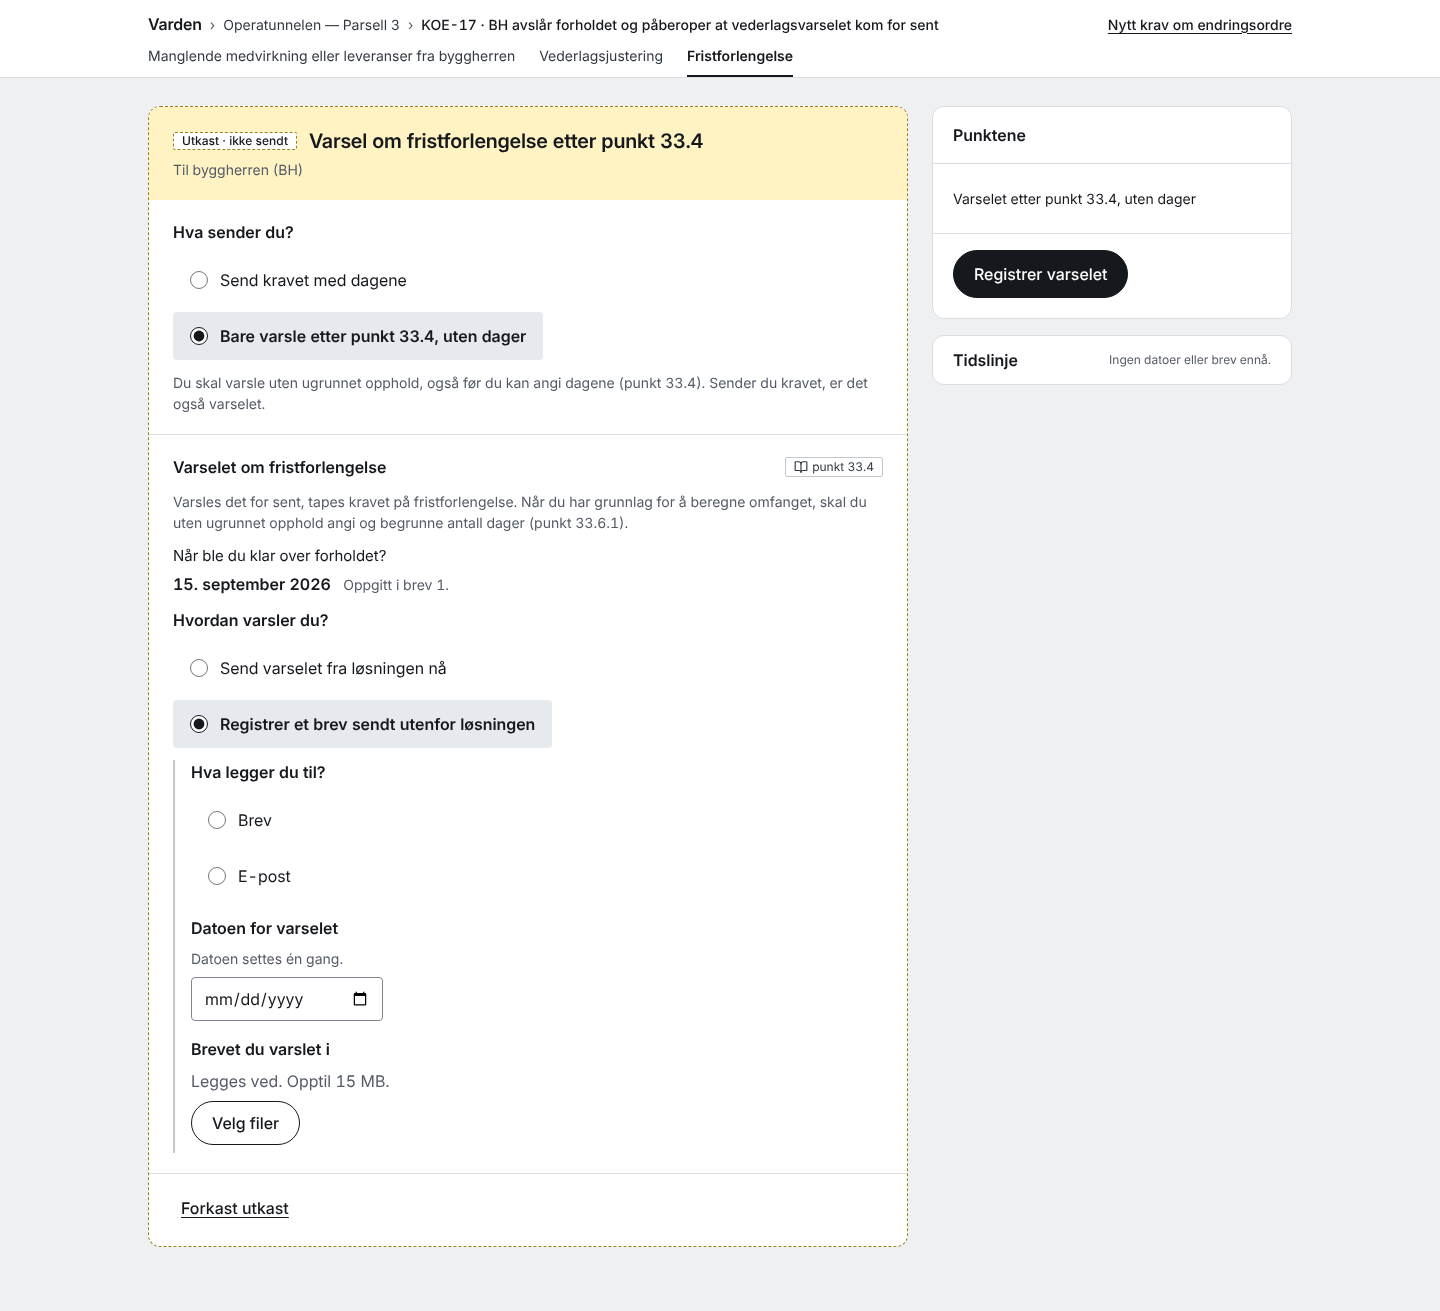 Varden › Operatunnelen — Parsell 3 › KOE-17 · BH avslår forholdet og påberoper at vederlagsvarselet kom for sent
Nytt krav om endringsordre
Manglende medvirkning eller leveranser fra byggherren
Vederlagsjustering
Fristforlengelse
Utkast · ikke sendt
Varsel om fristforlengelse etter punkt 33.4
Til byggherren (BH)
Hva sender du?
Send kravet med dagene
Bare varsle etter punkt 33.4, uten dager
Du skal varsle uten ugrunnet opphold, også før du kan angi dagene (punkt 33.4). Sender du kravet, er det
også varselet.
Varselet om fristforlengelse
punkt 33.4
Varsles det for sent, tapes kravet på fristforlengelse. Når du har grunnlag for å beregne omfanget, skal du
uten ugrunnet opphold angi og begrunne antall dager (punkt 33.6.1).
Når ble du klar over forholdet?
15. september 2026 Oppgitt i brev 1.
Hvordan varsler du?
Send varselet fra løsningen nå
Registrer et brev sendt utenfor løsningen
Hva legger du til?
Brev
E-post
Datoen for varselet
Datoen settes én gang.
mm/dd/yyyy
Brevet du varslet i
Legges ved. Opptil 15 MB.
Velg filer
Forkast utkast
Punktene
Varselet etter punkt 33.4, uten dager
Registrer varselet
Tidslinje
Ingen datoer eller brev ennå.